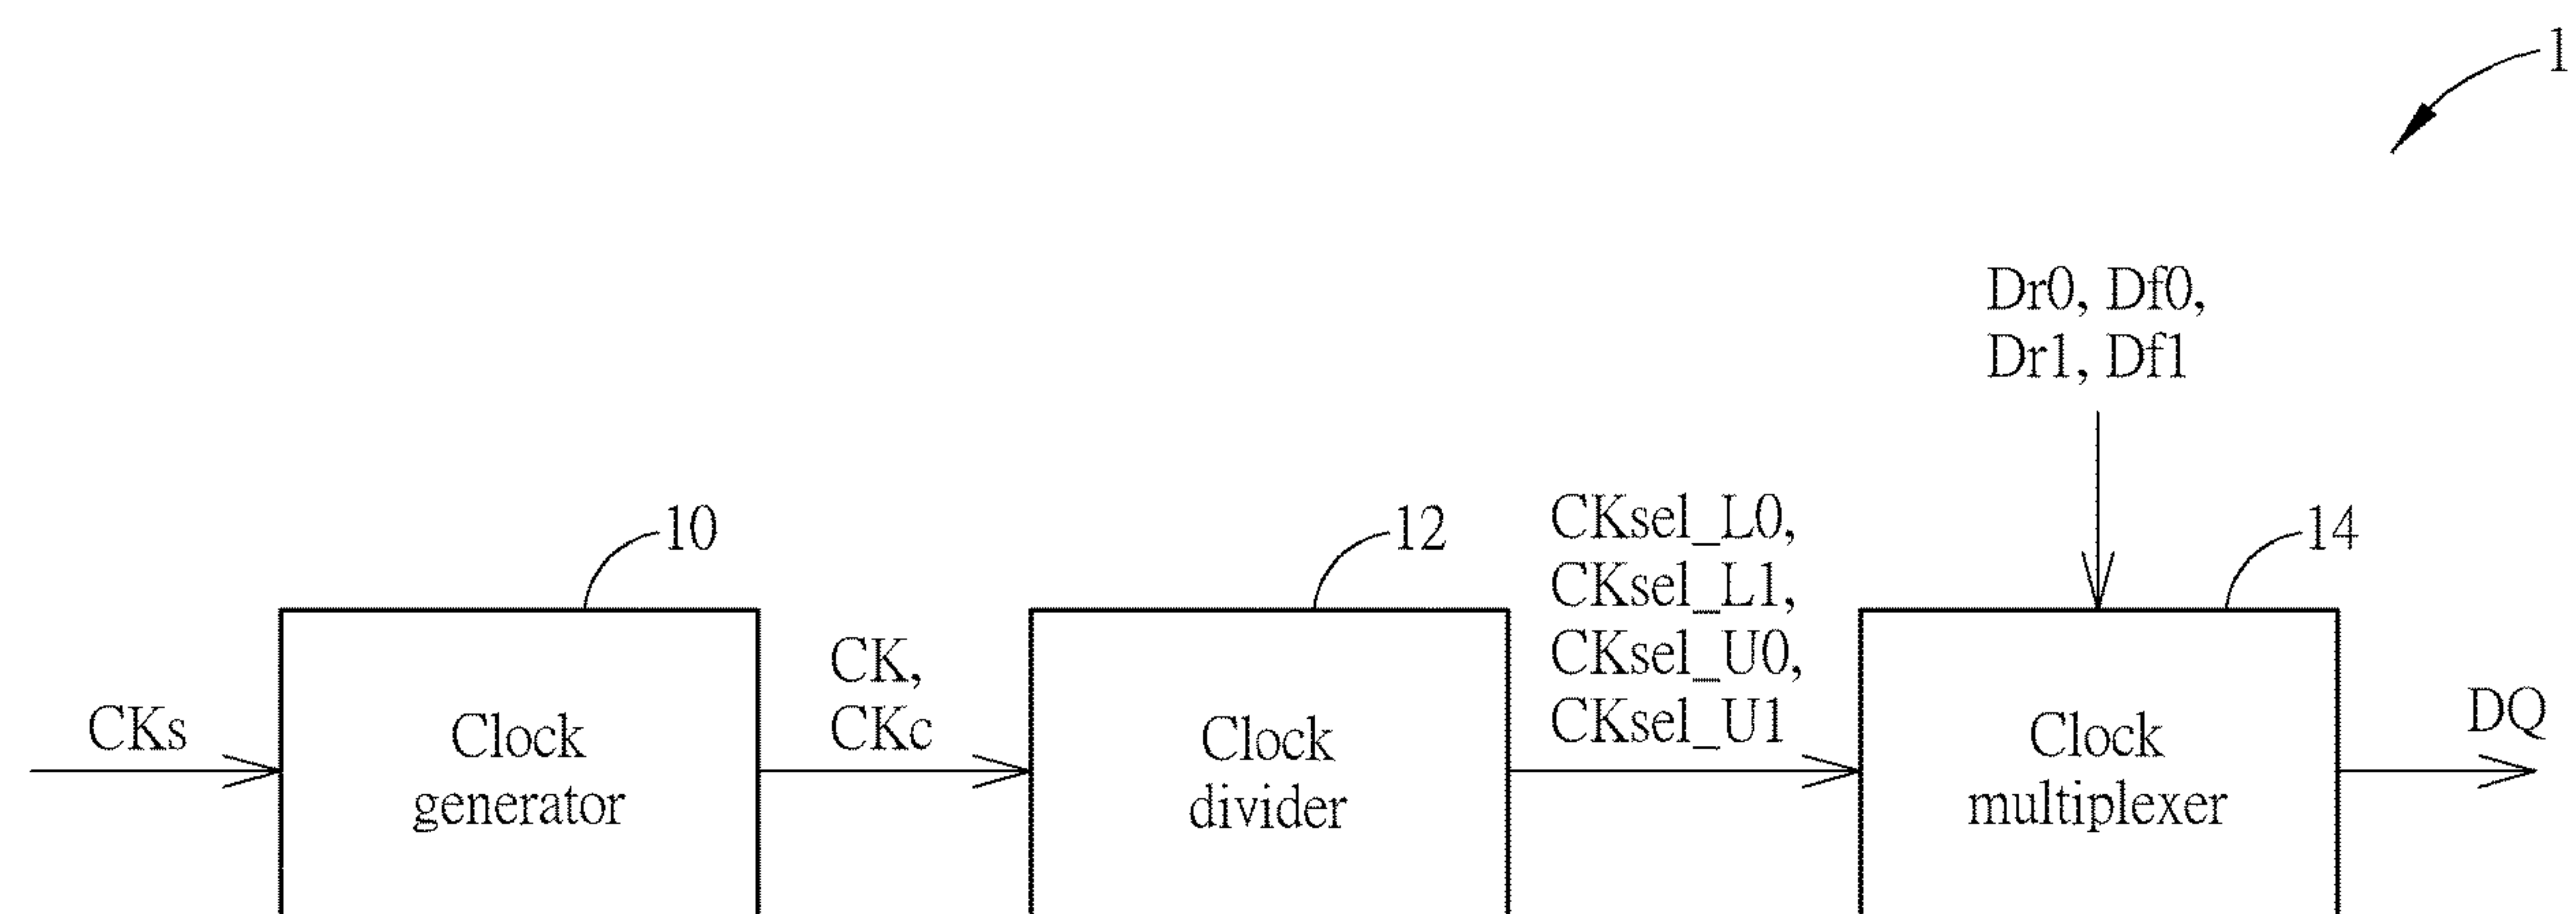 1
Dr0, Df0,
Dr1, Df1
10
12
CKsel_L0,
CKsel_L1,
CKsel_U0,
CKsel_U1
14
CKs
Clock
generator
CK,
CKc
Clock
divider
Clock
multiplexer
DQ